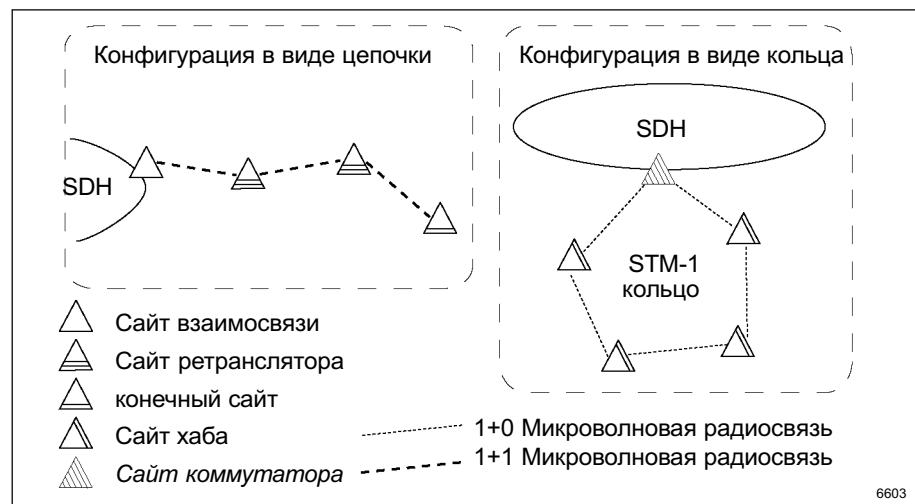 Конфигурация в виде цепочки
SDH
Конфигурация в виде кольца
SDH
STM-1
кольцо
Сайт взаимосвязи
Сайт ретранслятора
конечный сайт
Сайт хаба
Сайт коммутатора
1+0 Микроволновая радиосвязь
1+1 Микроволновая радиосвязь
6603